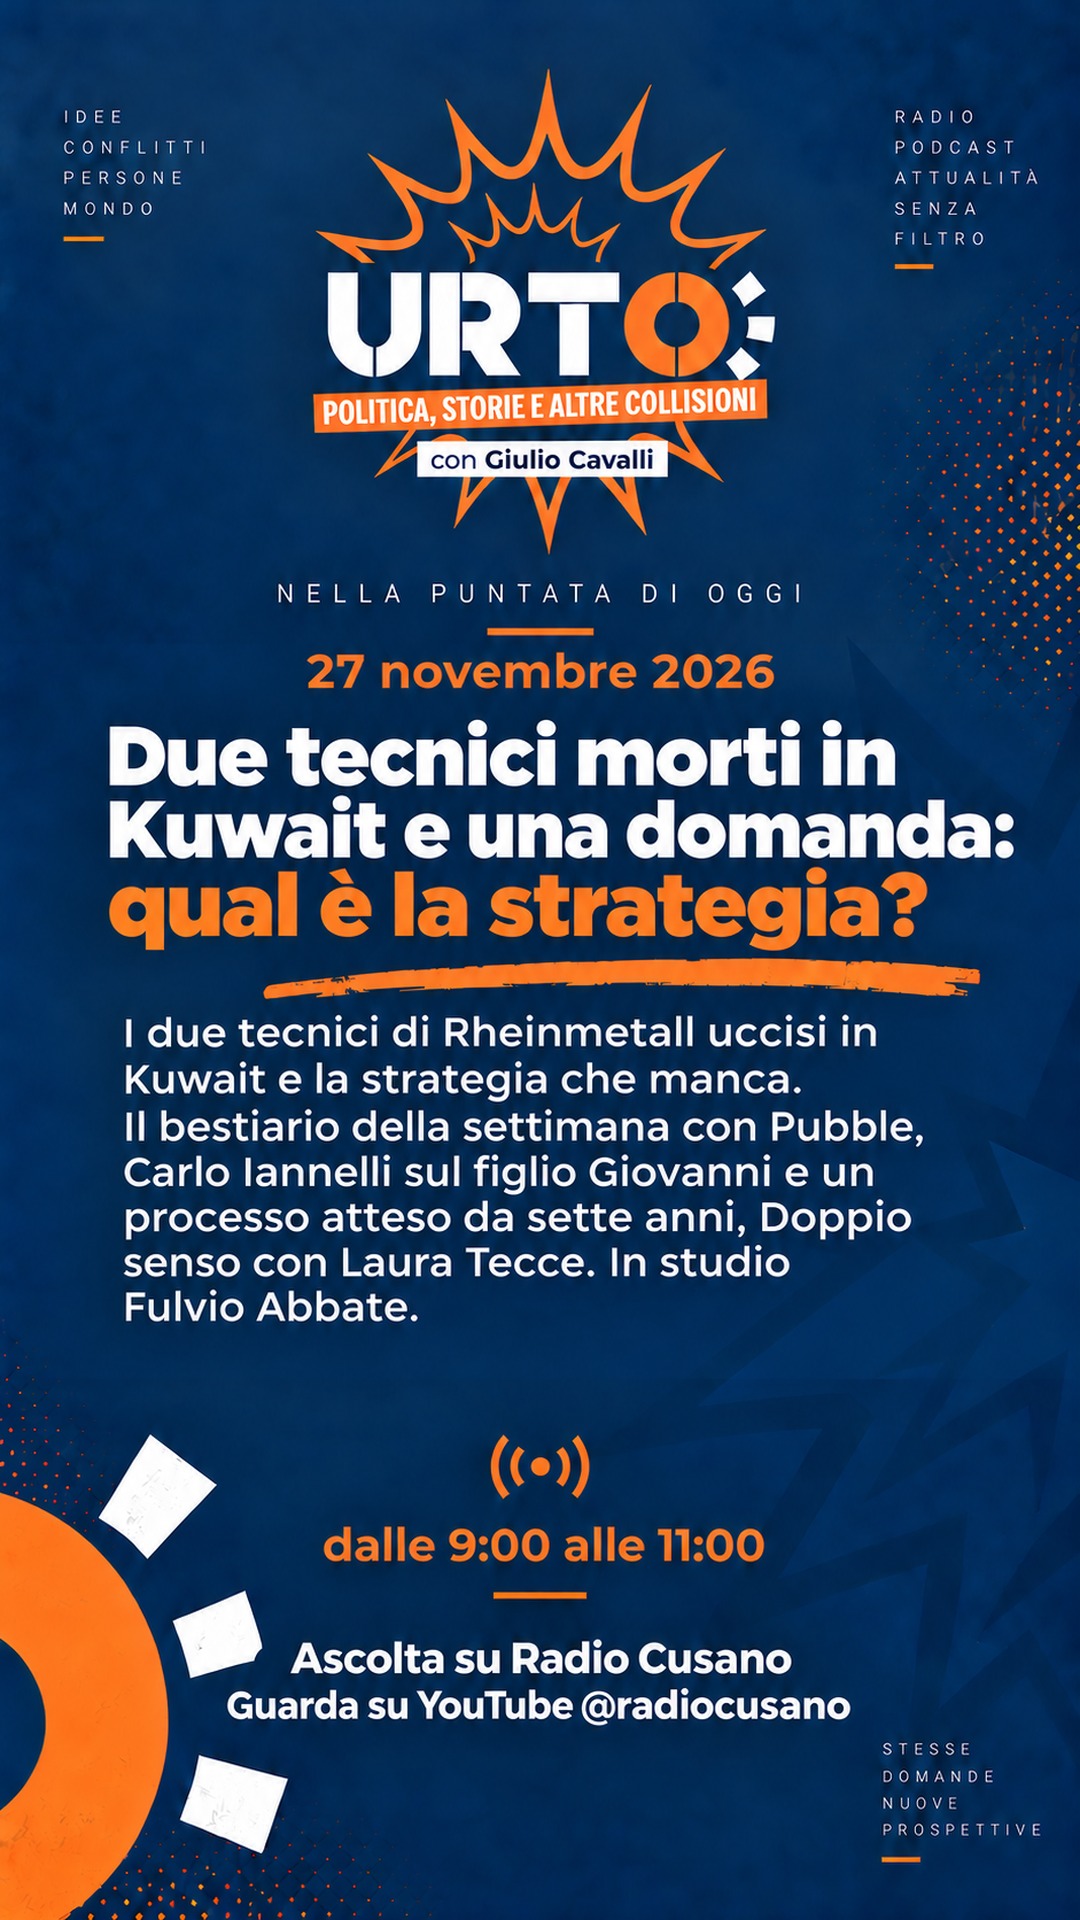 IDEE
CONFLITTI
PERSONE
MONDO
RADIO
PODCAST
ATTUALITÀ
SENZA
FILTRO
URTO
POLITICA, STORIE E ALTRE COLLISIONI
con Giulio Cavalli
NELLA PUNTATA DI OGGI
27 novembre 2026
Due tecnici morti in
Kuwait e una domanda:
qual è la strategia?
I due tecnici di Rheinmetall uccisi in
Kuwait e la strategia che manca.
Il bestiario della settimana con Pubble,
Carlo Iannelli sul figlio Giovanni e un
processo atteso da sette anni, Doppio
senso con Laura Tecce. In studio
Fulvio Abbate.
dalle 9:00 alle 11:00
Ascolta su Radio Cusano
Guarda su YouTube @radiocusano
STESSE
DOMANDE
NUOVE
PROSPETTIVE